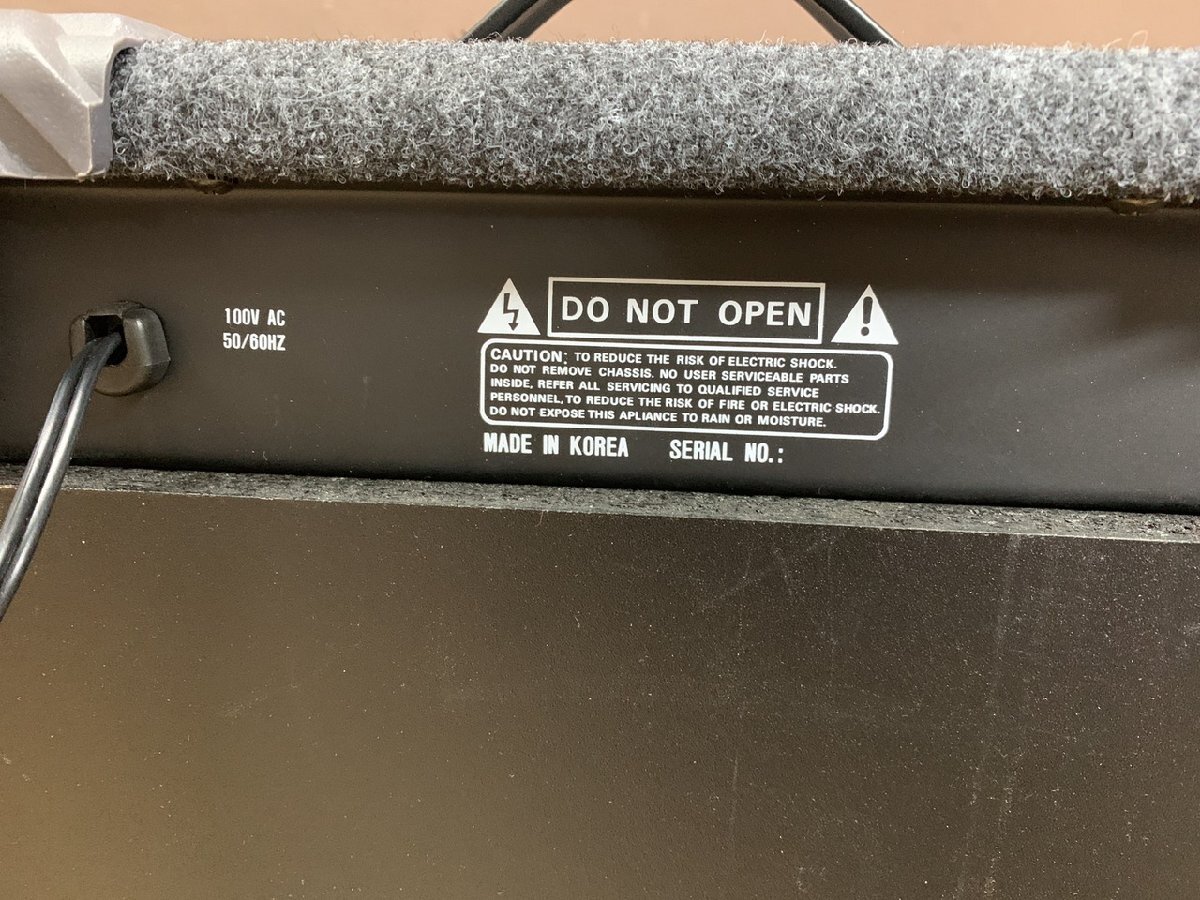 100V AC
50/60HZ
DO NOT OPEN
CAUTION: TO REDUCE THE RISK OF ELECTRIC SHOCK.
DO NOT REMOVE CHASSIS. NO USER SERVICEABLE PARTS
INSIDE, REFER ALL SERVICING TO QUALIFIED SERVICE
PERSONNEL, TO REDUCE THE RISK OF FIRE OR ELECTRIC SHOCK.
DO NOT EXPOSE THIS APLIANCE TO RAIN OR MOISTURE.
MADE IN KOREA SERIAL NO.: